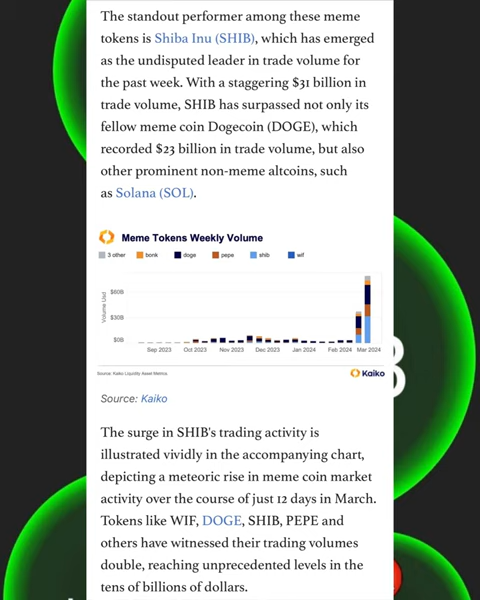 The standout performer among these meme
tokens is Shiba Inu (SHIB), which has emerged
as the undisputed leader in trade volume for
the past week. With a staggering $31 billion in
trade volume, SHIB has surpassed not only its
fellow meme coin Dogecoin (DOGE), which
recorded $23 billion in trade volume, but also
other prominent non-meme altcoins, such
as Solana (SOL).
Meme Tokens Weekly Volume
3 other bonk doge pepe shib wif
Volume Usd
$60B
$30B
$0B
Sep 2023 Oct 2023 Nov 2023 Dec 2023 Jan 2024 Feb 2024 Mar 2024
Source: Kaiko Liquidity Asset Metrics
Kaiko
Source: Kaiko
The surge in SHIB's trading activity is
illustrated vividly in the accompanying chart,
depicting a meteoric rise in meme coin market
activity over the course of just 12 days in March.
Tokens like WIF, DOGE, SHIB, PEPE and
others have witnessed their trading volumes
double, reaching unprecedented levels in the
tens of billions of dollars.